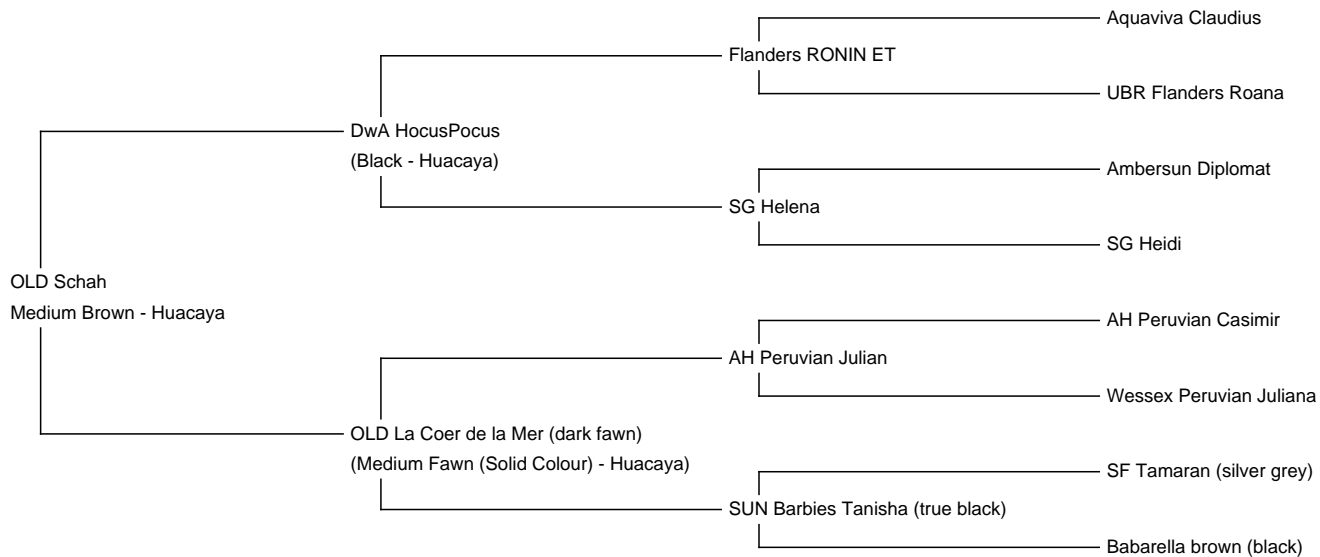 Aquaviva Claudius
Flanders RONIN ET
UBR Flanders Roana
DwA HocusPocus
(Black - Huacaya)
Ambersun Diplomat
SG Helena
SG Heidi
OLD Schah
Medium Brown - Huacaya
AH Peruvian Casimir
AH Peruvian Julian
Wessex Peruvian Juliana
OLD La Coer de la Mer (dark fawn)
(Medium Fawn (Solid Colour) - Huacaya)
SF Tamaran (silver grey)
SUN Barbies Tanisha (true black)
Babarella brown (black)